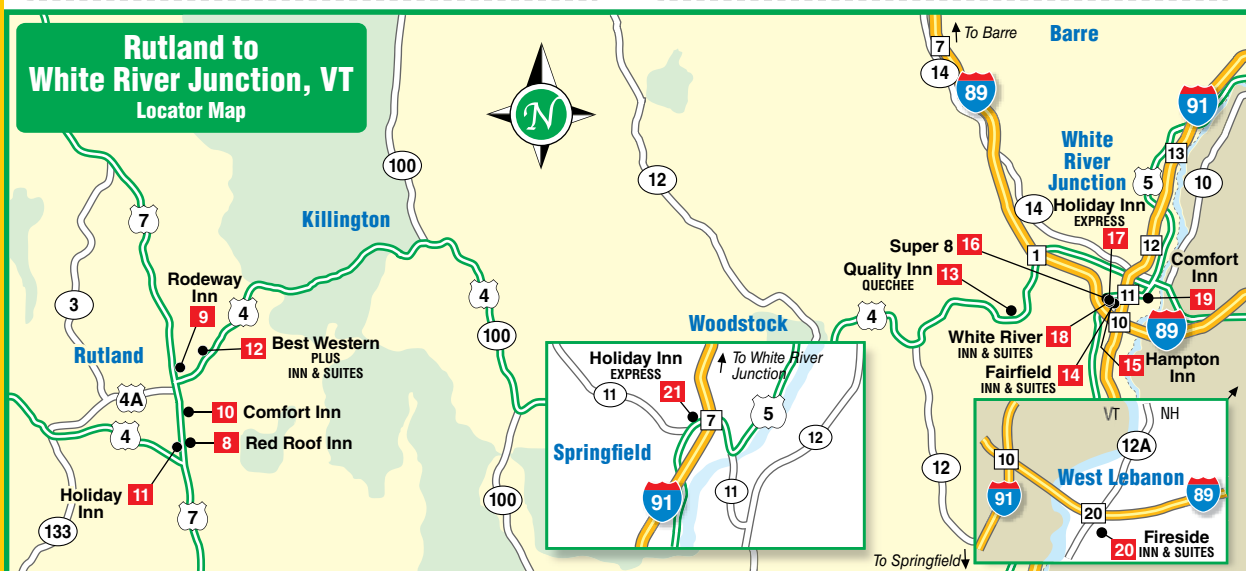 Rutland to
White River Junction, VT
Locator Map
N
To Barre
Barre
7
14
89
91
13
White
River
Junction
5
10
100
12
Killington
7
14
Holiday Inn
EXPRESS
17
Super 8 16
12
1
Comfort
Inn
19
Quality Inn 13
QUECHEE
11
Rodeway
Inn
9
4
4
100
3
Woodstock
4
10
89
White River 18
INN & SUITES
Fairfield 14
INN & SUITES
15
Hampton
Inn
Rutland
12 Best Western
PLUS
INN & SUITES
4A
10 Comfort Inn
4
8 Red Roof Inn
Holiday 11
Inn
7
133
100
Holiday Inn
EXPRESS
21
To White River
Junction
11
7
5
12
Springfield
91
11
12
To Springfield
VT NH
12A
10
West Lebanon
91
89
20
Fireside
20 INN & SUITES